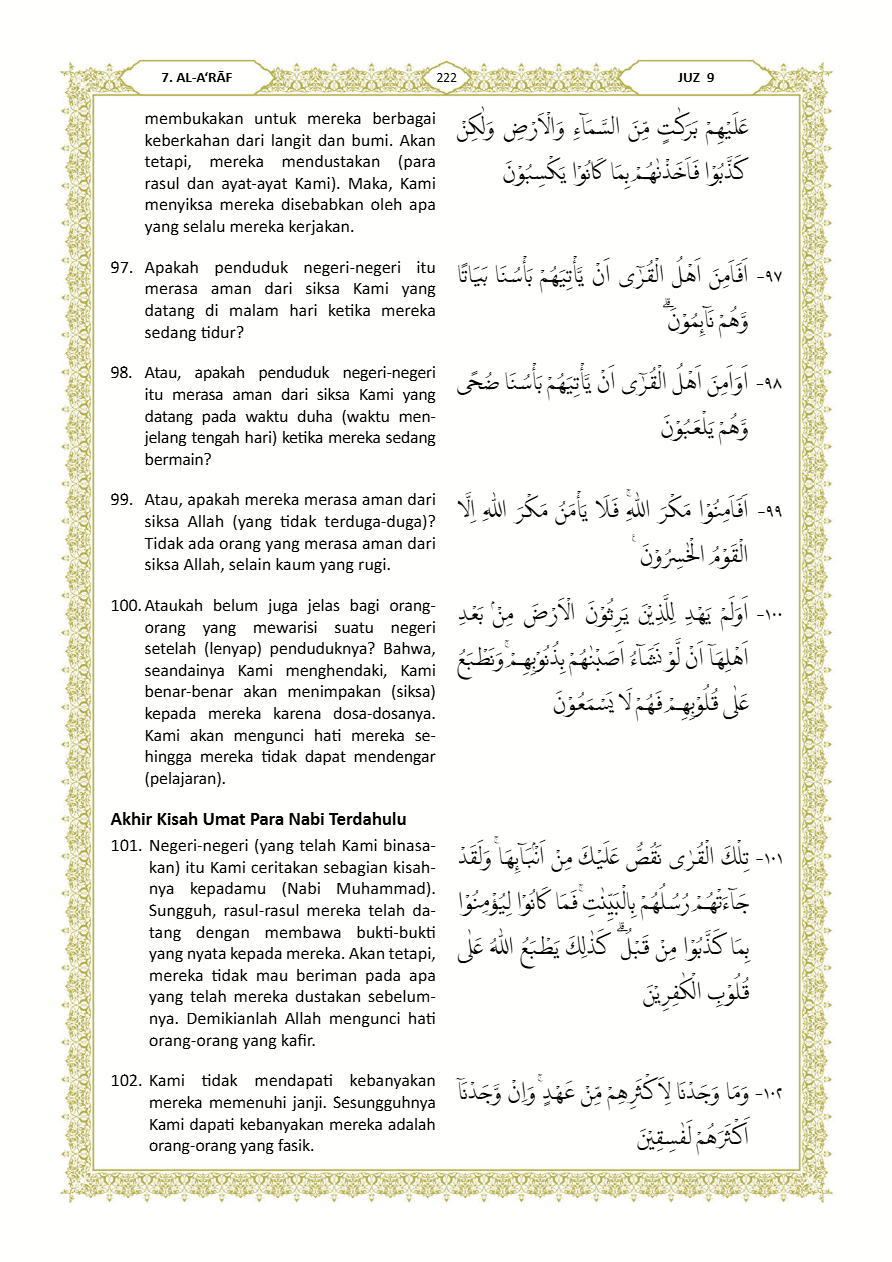 7. AL-A‘RĀF
222
JUZ 9
membukakan untuk mereka berbagai
keberkahan dari langit dan bumi. Akan
tetapi, mereka mendustakan (para
rasul dan ayat-ayat Kami). Maka, Kami
menyiksa mereka disebabkan oleh apa
yang selalu mereka kerjakan.
عَلَيْهِمْ بَرَكٰتٍ مِّنَ السَّمَاۤءِ وَالْاَرْضِ وَلٰكِنْ
كَذَّبُوْا فَاَخَذْنٰهُمْ بِمَا كَانُوْا يَكْسِبُوْنَ
97. Apakah penduduk negeri-negeri itu
merasa aman dari siksa Kami yang
datang di malam hari ketika mereka
sedang tidur?
٩٧- اَفَاَمِنَ اَهْلُ الْقُرٰٓى اَنْ يَّأْتِيَهُمْ بَأْسُنَا بَيَاتًا
وَّهُمْ نَاۤىِٕمُوْنَۗ
98. Atau, apakah penduduk negeri-negeri
itu merasa aman dari siksa Kami yang
datang pada waktu duha (waktu men-
jelang tengah hari) ketika mereka sedang
bermain?
٩٨- اَوَاَمِنَ اَهْلُ الْقُرٰٓى اَنْ يَّأْتِيَهُمْ بَأْسُنَا ضُحًى
وَّهُمْ يَلْعَبُوْنَ
99. Atau, apakah mereka merasa aman dari
siksa Allah (yang tidak terduga-duga)?
Tidak ada orang yang merasa aman dari
siksa Allah, selain kaum yang rugi.
٩٩- اَفَاَمِنُوْا مَكْرَ اللّٰهِۚ فَلَا يَأْمَنُ مَكْرَ اللّٰهِ اِلَّا
الْقَوْمُ الْخٰسِرُوْنَ ۚ
100. Ataukah belum juga jelas bagi orang-
orang yang mewarisi suatu negeri
setelah (lenyap) penduduknya? Bahwa,
seandainya Kami menghendaki, Kami
benar-benar akan menimpakan (siksa)
kepada mereka karena dosa-dosanya.
Kami akan mengunci hati mereka se-
hingga mereka tidak dapat mendengar
(pelajaran).
١٠٠- اَوَلَمْ يَهْدِ لِلَّذِيْنَ يَرِثُوْنَ الْاَرْضَ مِنْۢ بَعْدِ
اَهْلِهَآ اَنْ لَّوْ نَشَاۤءُ اَصَبْنٰهُمْ بِذُنُوْبِهِمْۚ وَنَطْبَعُ
عَلٰى قُلُوْبِهِمْ فَهُمْ لَا يَسْمَعُوْنَ
Akhir Kisah Umat Para Nabi Terdahulu
101. Negeri-negeri (yang telah Kami binasa-
kan) itu Kami ceritakan sebagian kisah-
nya kepadamu (Nabi Muhammad).
Sungguh, rasul-rasul mereka telah da-
tang dengan membawa bukti-bukti
yang nyata kepada mereka. Akan tetapi,
mereka tidak mau beriman pada apa
yang telah mereka dustakan sebelum-
nya. Demikianlah Allah mengunci hati
orang-orang yang kafir.
١٠١- تِلْكَ الْقُرٰى نَقُصُّ عَلَيْكَ مِنْ اَنْۢبَاۤىِٕهَاۚ وَلَقَدْ
جَاۤءَتْهُمْ رُسُلُهُمْ بِالْبَيِّنٰتِۚ فَمَا كَانُوْا لِيُؤْمِنُوْا
بِمَا كَذَّبُوْا مِنْ قَبْلُۗ كَذٰلِكَ يَطْبَعُ اللّٰهُ عَلٰى
قُلُوْبِ الْكٰفِرِيْنَ
102. Kami tidak mendapati kebanyakan
mereka memenuhi janji. Sesungguhnya
Kami dapati kebanyakan mereka adalah
orang-orang yang fasik.
١٠٢- وَمَا وَجَدْنَا لِاَكْثَرِهِمْ مِّنْ عَهْدٍۚ وَاِنْ وَّجَدْنَآ
اَكْثَرَهُمْ لَفٰسِقِيْنَ